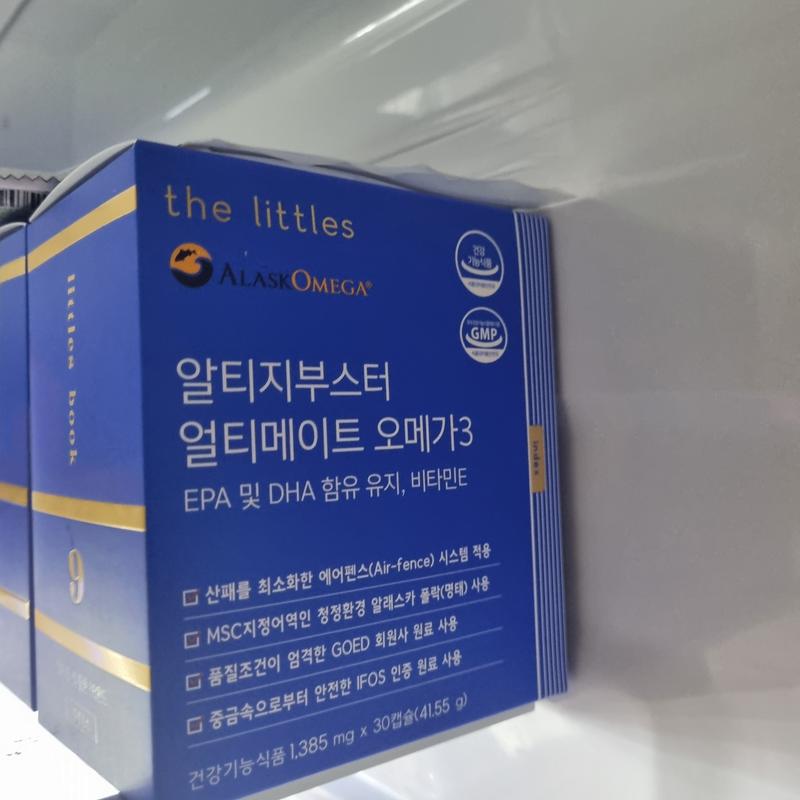 the littles
ALASKOMEGA®
건강
기능식품
GMP
알티지부스터
얼티메이트 오메가3
EPA 및 DHA 함유 유지, 비타민E
index
산패를 최소화한 에어펜스(Air-fence) 시스템 적용
MSC지정어역인 청정환경 알래스카 폴락(명태) 사용
품질조건이 엄격한 GOED 회원사 원료 사용
중금속으로부터 안전한 IFOS 인증 원료 사용
건강기능식품 1,385 mg x 30캡슐(41.55 g)
littles book
9